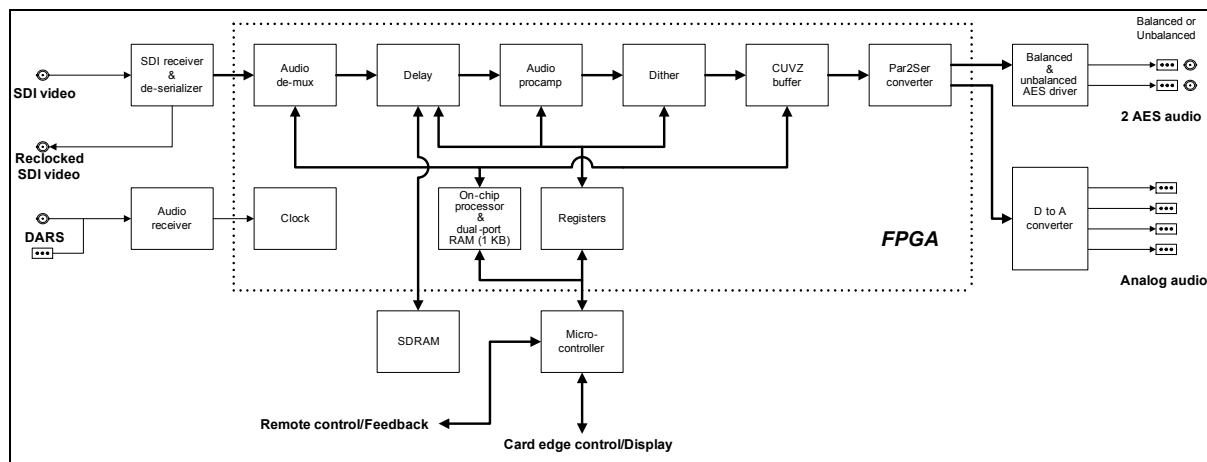 Balanced or
Unbalanced
SDI video
SDI receiver
&
de-serializer
Audio
de-mux
Delay
Audio
procamp
Dither
CUVZ
buffer
Par2Ser
converter
Balanced
&
unbalanced
AES driver
2 AES audio
Reclocked
SDI video
DARS
Audio
receiver
Clock
On-chip
processor
&
dual-port
RAM (1 KB)
Registers
FPGA
D to A
converter
Analog audio
SDRAM
Micro-
controller
Remote control/Feedback
Card edge control/Display